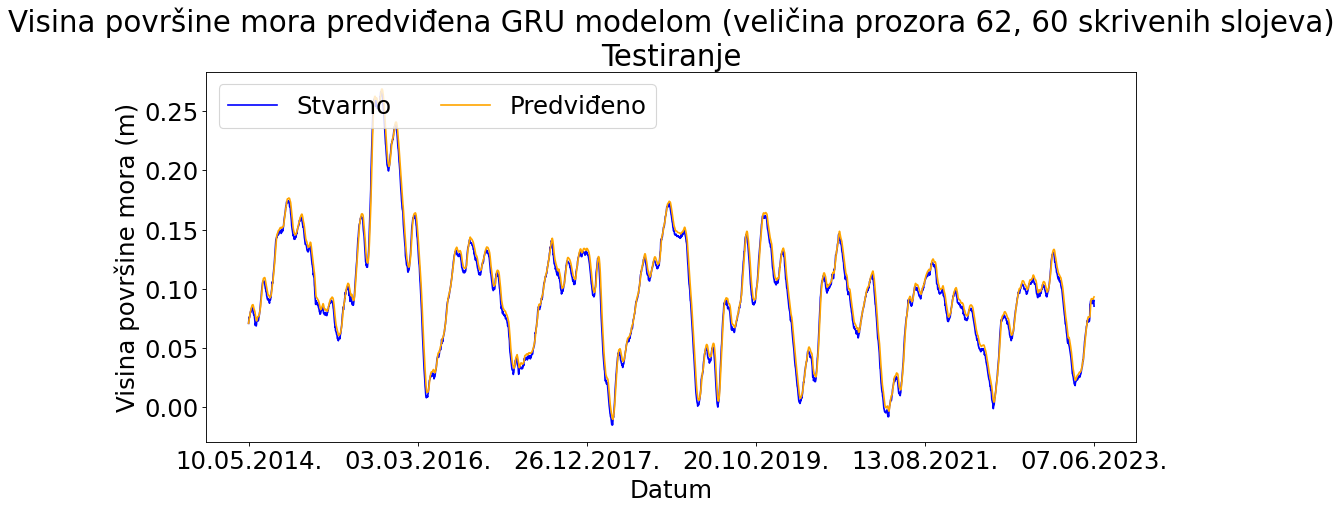 Visina površine mora predviđena GRU modelom (veličina prozora 62, 60 skrivenih slojeva)
Testiranje
Stvarno Predviđeno
Visina površine mora (m)
0.25
0.20
0.15
0.10
0.05
0.00
10.05.2014. 03.03.2016. 26.12.2017. 20.10.2019. 13.08.2021. 07.06.2023.
Datum